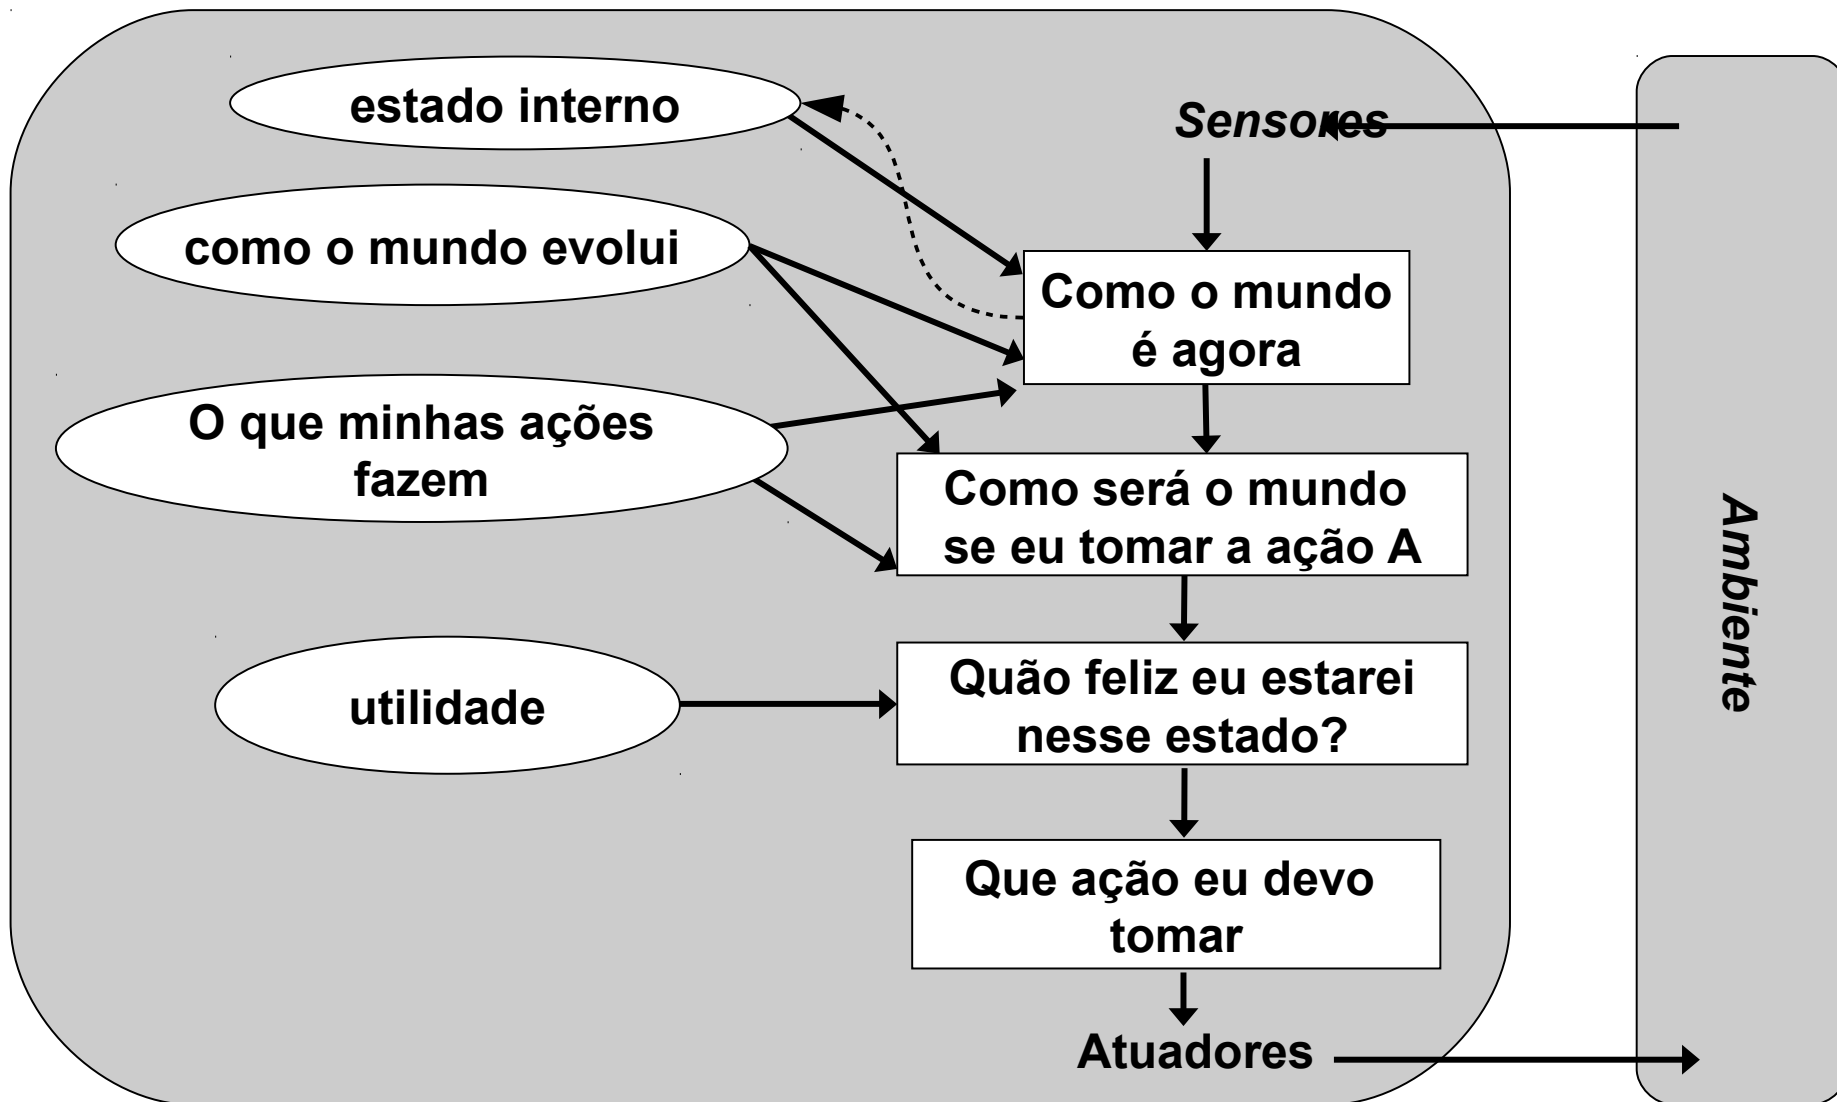 estado interno
Sensores
como o mundo evolui
Como o mundo
é agora
O que minhas ações
fazem
Como será o mundo
se eu tomar a ação A
utilidade
Quão feliz eu estarei
nesse estado?
Que ação eu devo
tomar
Atuadores
Ambiente